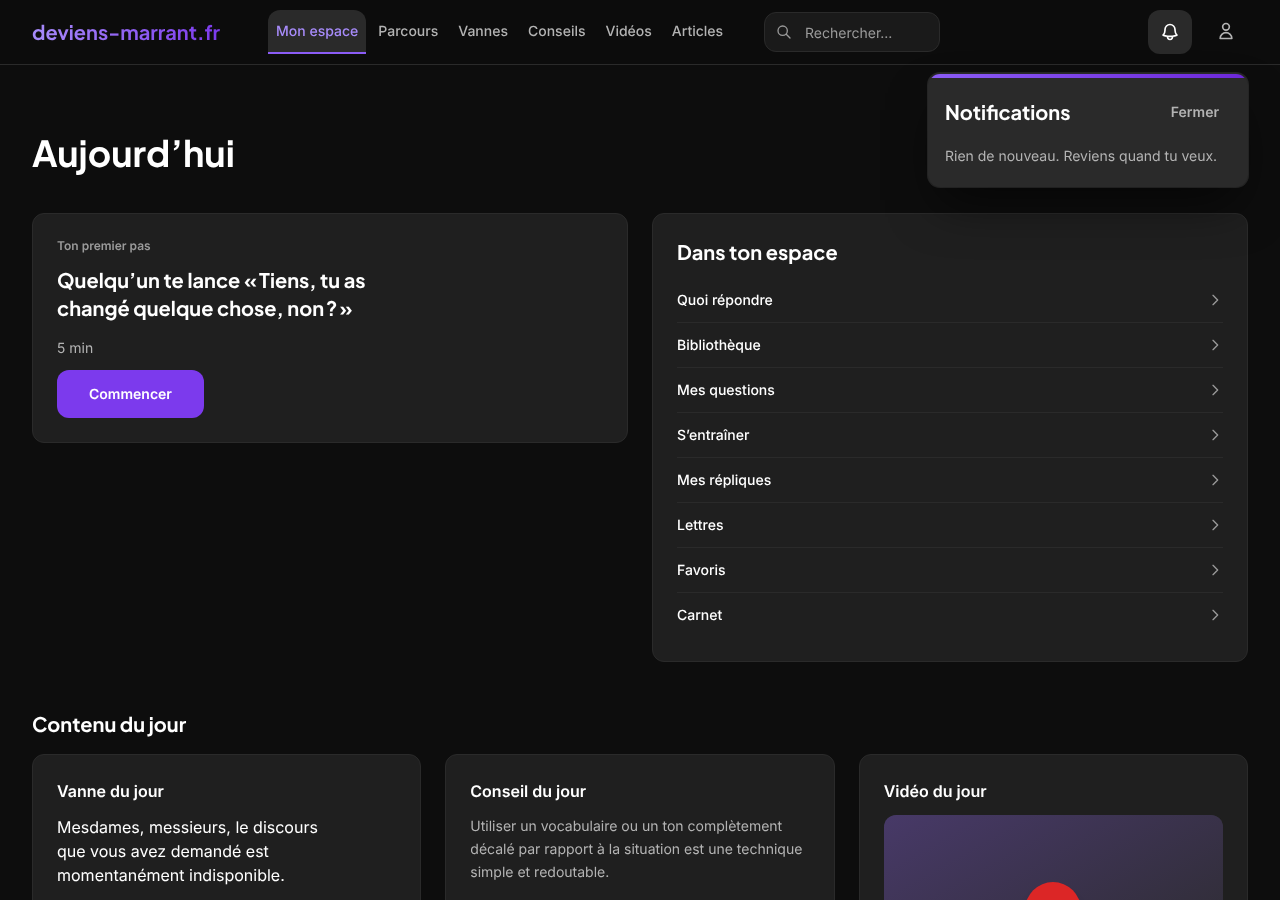 deviens-marrant.fr
Mon espace
Parcours
Vannes
Conseils
Vidéos
Articles
Rechercher...
Notifications
Fermer
Rien de nouveau. Reviens quand tu veux.
Aujourd’hui
Ton premier pas
Quelqu’un te lance « Tiens, tu as
changé quelque chose, non ? »
5 min
Commencer
Dans ton espace
Quoi répondre
Bibliothèque
Mes questions
S’entraîner
Mes répliques
Lettres
Favoris
Carnet
Contenu du jour
Vanne du jour
Mesdames, messieurs, le discours
que vous avez demandé est
momentanément indisponible.
Conseil du jour
Utiliser un vocabulaire ou un ton complètement
décalé par rapport à la situation est une technique
simple et redoutable.
Vidéo du jour